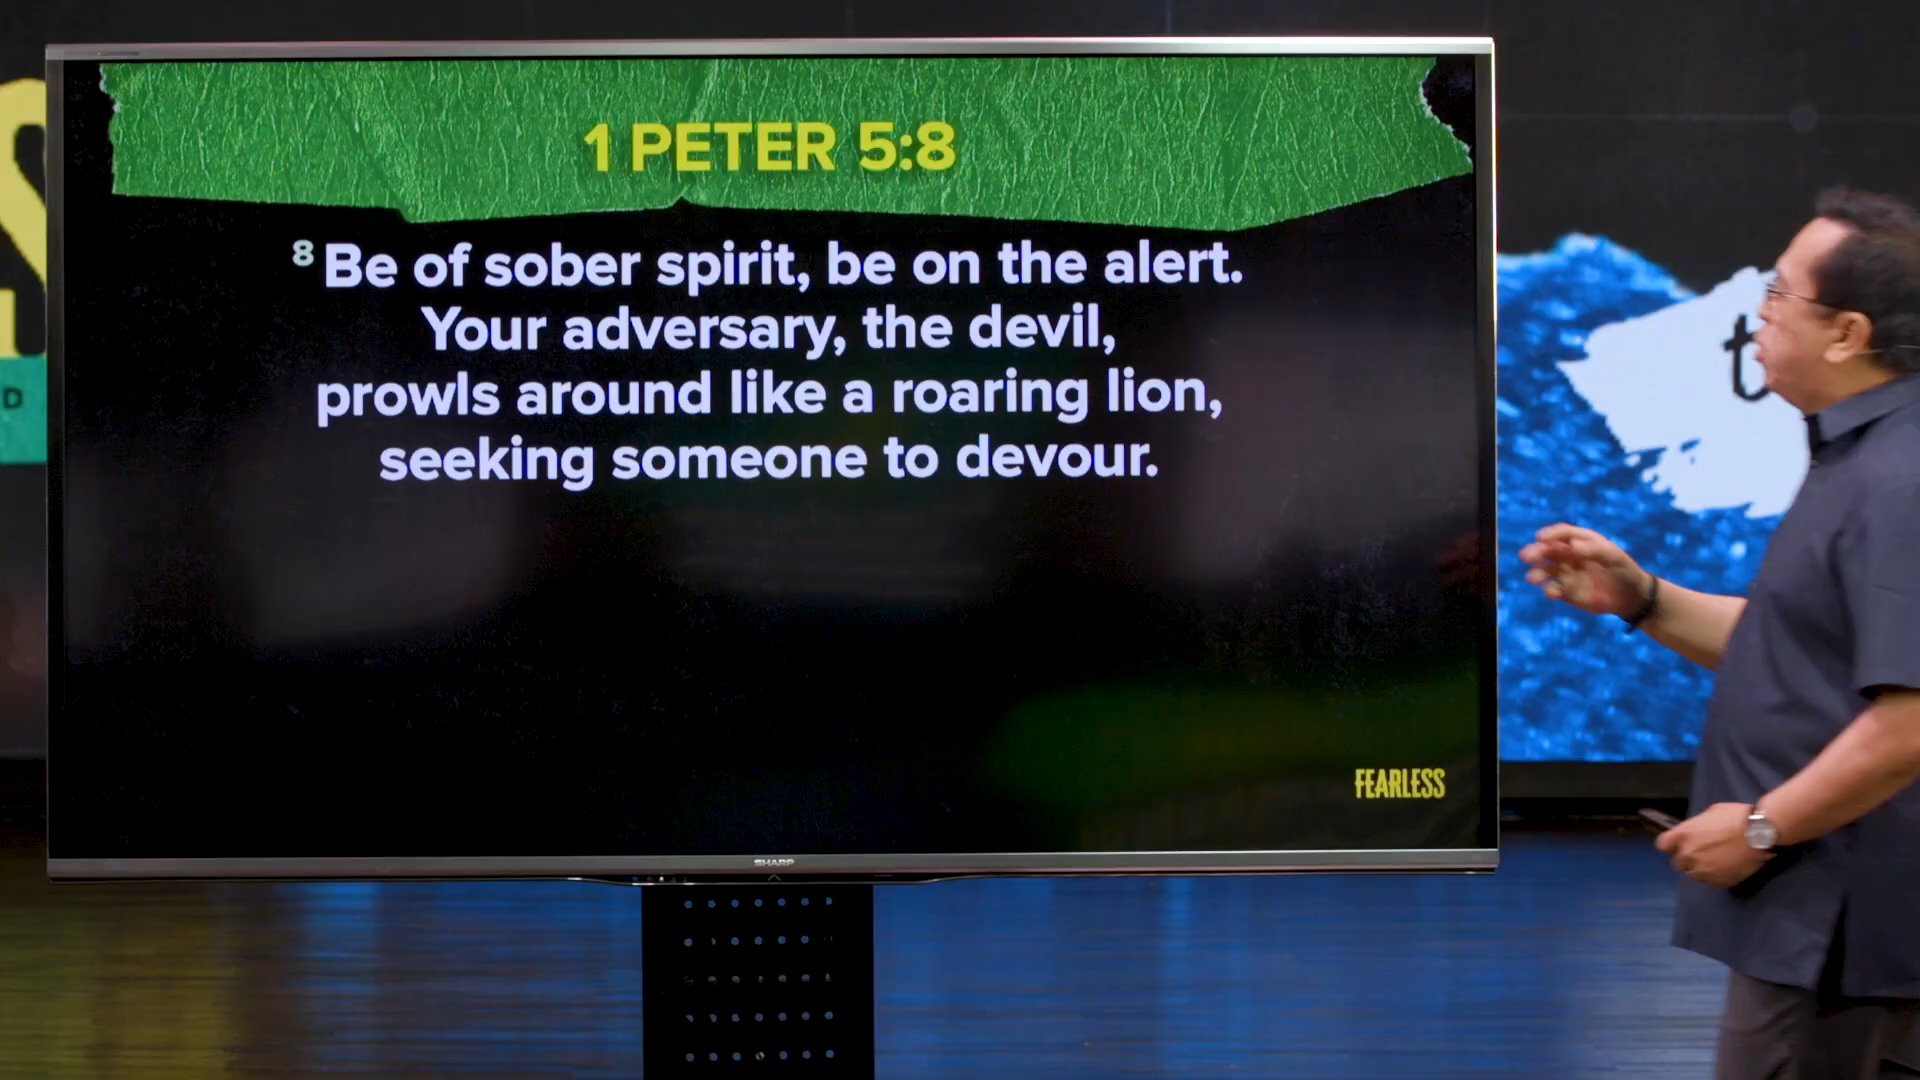 1 PETER 5:8
8 Be of sober spirit, be on the alert.
Your adversary, the devil,
prowls around like a roaring lion,
seeking someone to devour.
FEARLESS
SHARP
S
D
t